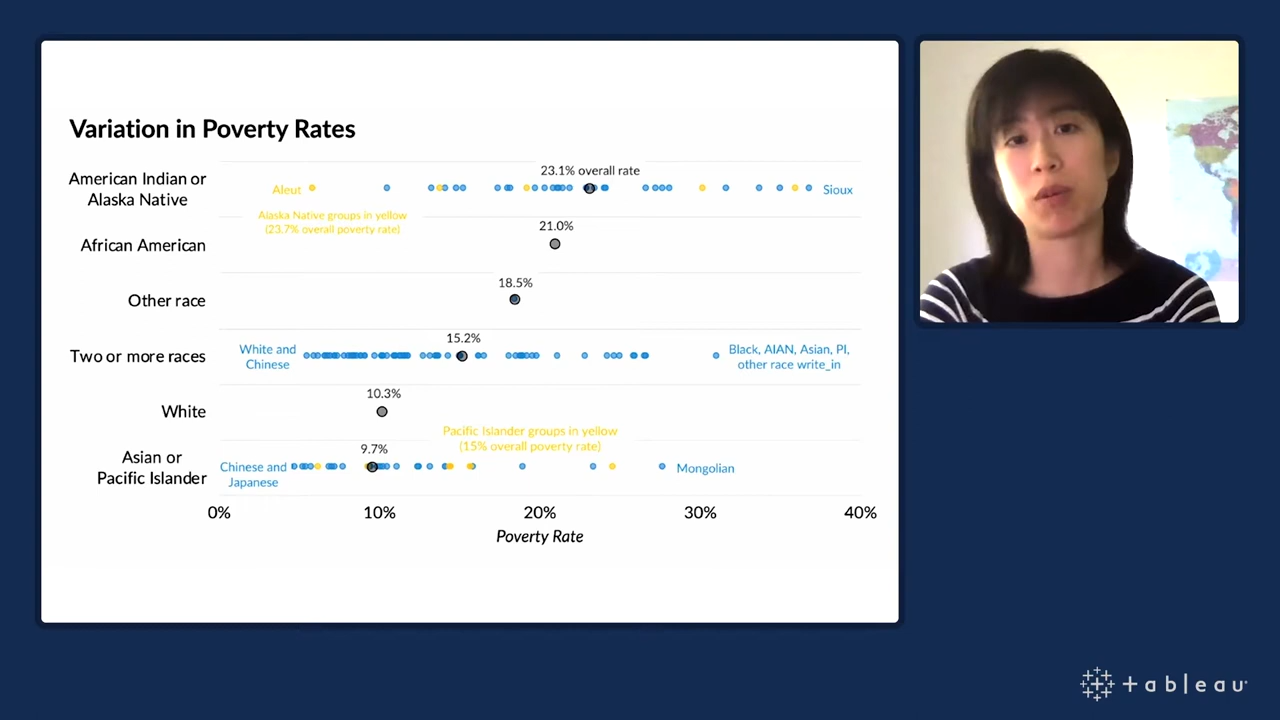 Variation in Poverty Rates
American Indian or
Alaska Native
23.1% overall rate
Aleut
Sioux
Alaska Native groups in yellow
(23.7% overall poverty rate)
African American
21.0%
Other race
18.5%
Two or more races
15.2%
White and
Chinese
Black, AIAN, Asian, PI,
other race write_in
White
10.3%
Asian or
Pacific Islander
9.7%
Pacific Islander groups in yellow
(15% overall poverty rate)
Chinese and
Japanese
Mongolian
0%
10%
20%
30%
40%
Poverty Rate
+ableau